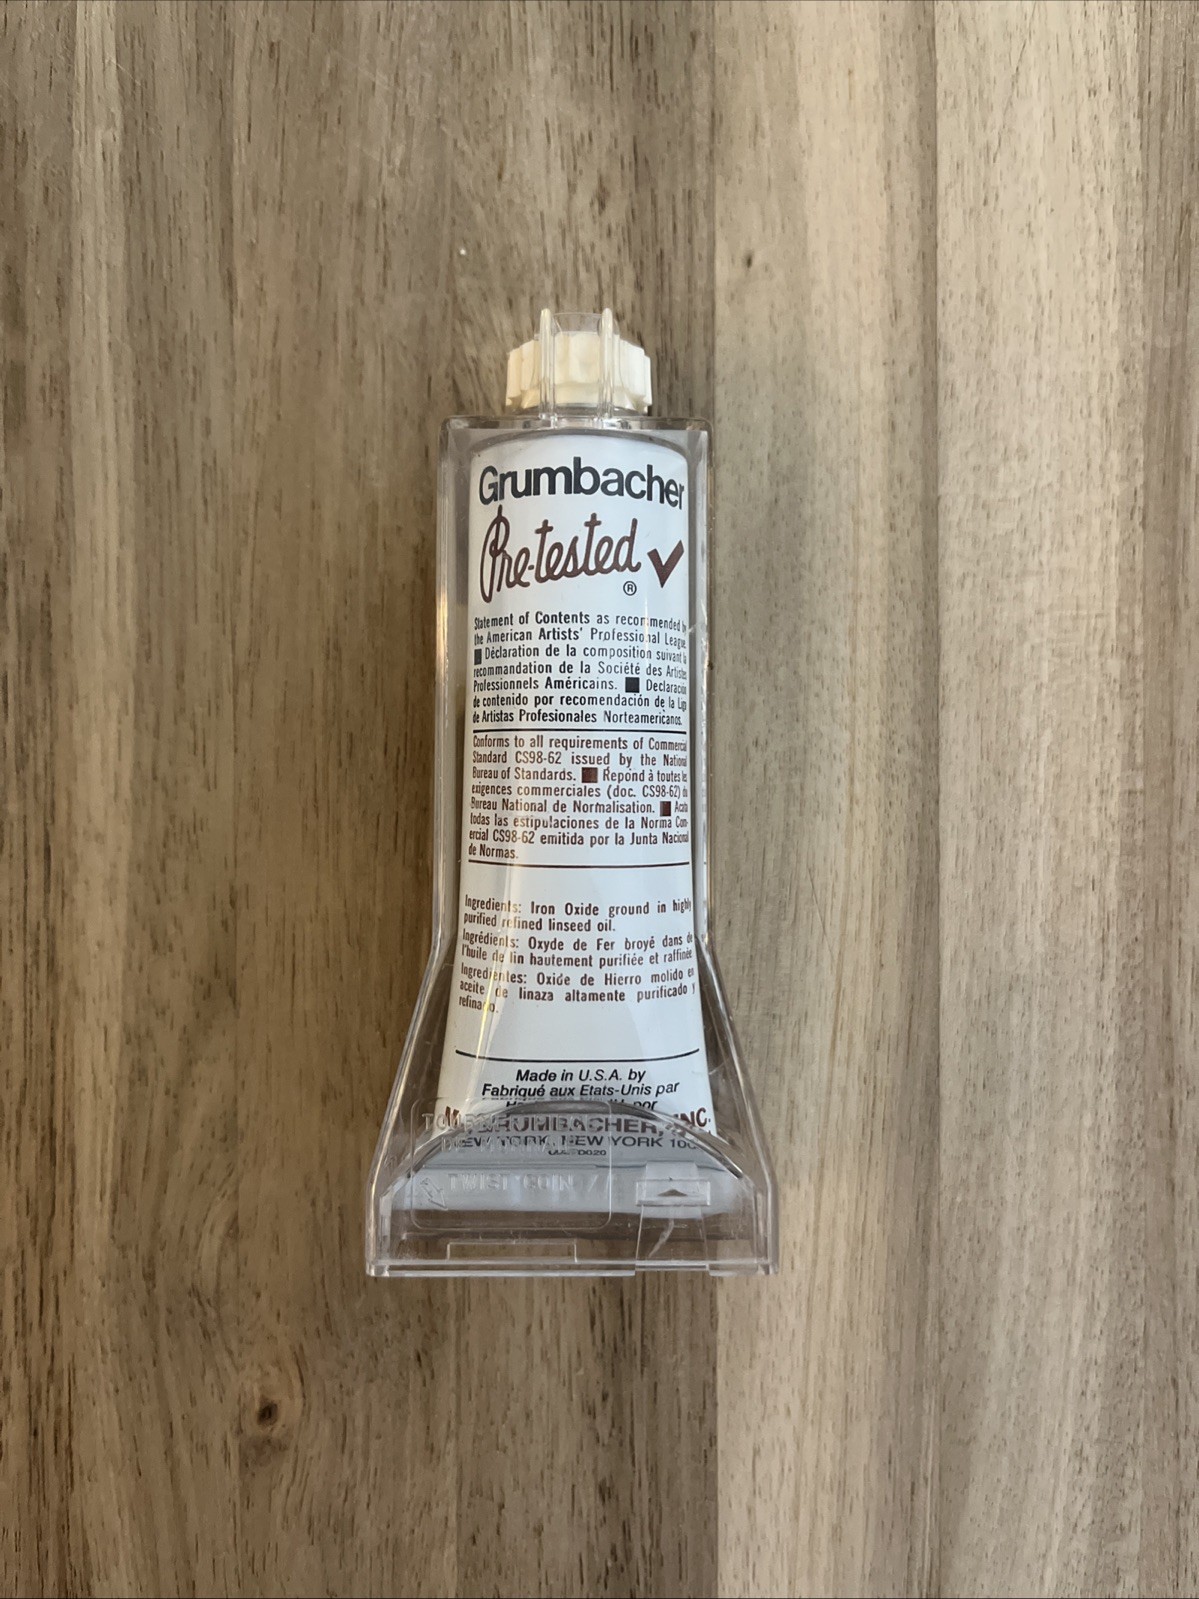 Grumbacher
Pre-tested
®
Statement of Contents as recommended by
the American Artists' Professional League.
Déclaration de la composition suivant la
recommandation de la Société des Artistes
Professionnels Américains. Declaración
de contenido por recomendación de la Liga
de Artistas Profesionales Norteamericanos.
Conforms to all requirements of Commercial
Standard CS98-62 issued by the National
Bureau of Standards. Repond à toutes les
exigences commerciales (doc. CS98-62) du
Bureau National de Normalisation. Acata
todas las estipulaciones de la Norma Com-
ercial CS98-62 emitida por la Junta Nacional
de Normas.
Ingredients: Iron Oxide ground in highly
purified refined linseed oil.
Ingrédients: Oxyde de Fer broyé dans de
l'huile de lin hautement purifiée et raffinée.
Ingredientes: Oxide de Hierro molido en
aceite de linaza altamente purificado y
refinado.
Made in U.S.A. by
Fabriqué aux Etats-Unis par
por
M. GRUMBACHER, INC.
NEW YORK, NEW YORK
TWIST COIN